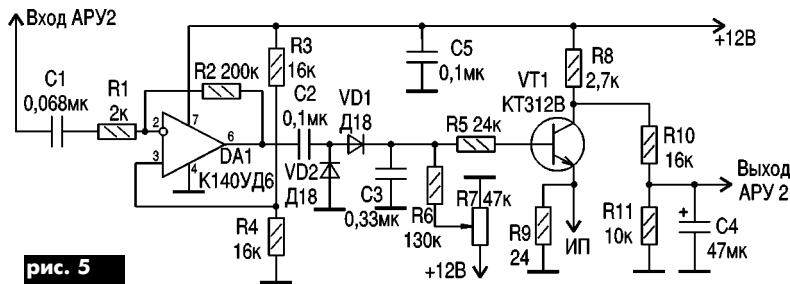 Вход АРУ2
+12В
C1
0,068мк
R1
2к
R2 200к
2
3
7
6
4
DA1
К140УД6
R3
16к
R4
16к
C2
0,1мк
VD1
Д18
VD2
Д18
C3
0,33мк
C5
0,1мк
R5 24к
R6
130к
R7 47к
+12В
VT1
КТ312В
R8
2,7к
R9
24
ИП
R10
16к
R11
10к
+
C4
47мк
Выход
АРУ 2
рис. 5